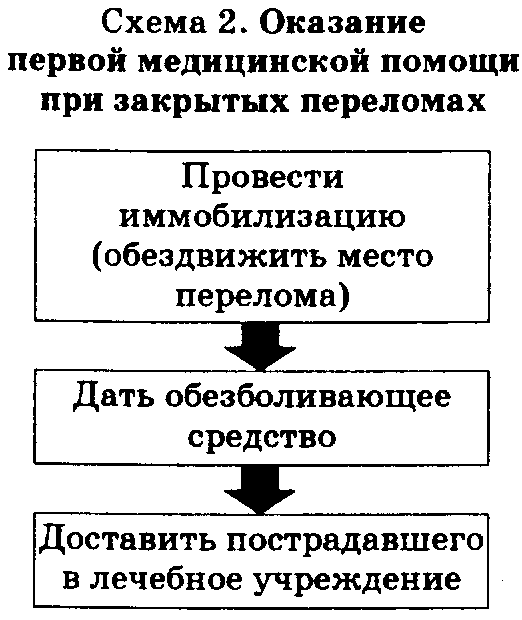 Схема 2. Оказание
первой медицинской помощи
при закрытых переломах
Провести
иммобилизацию
(обездвижить место
перелома)
Дать обезболивающее
средство
Доставить пострадавшего
в лечебное учреждение